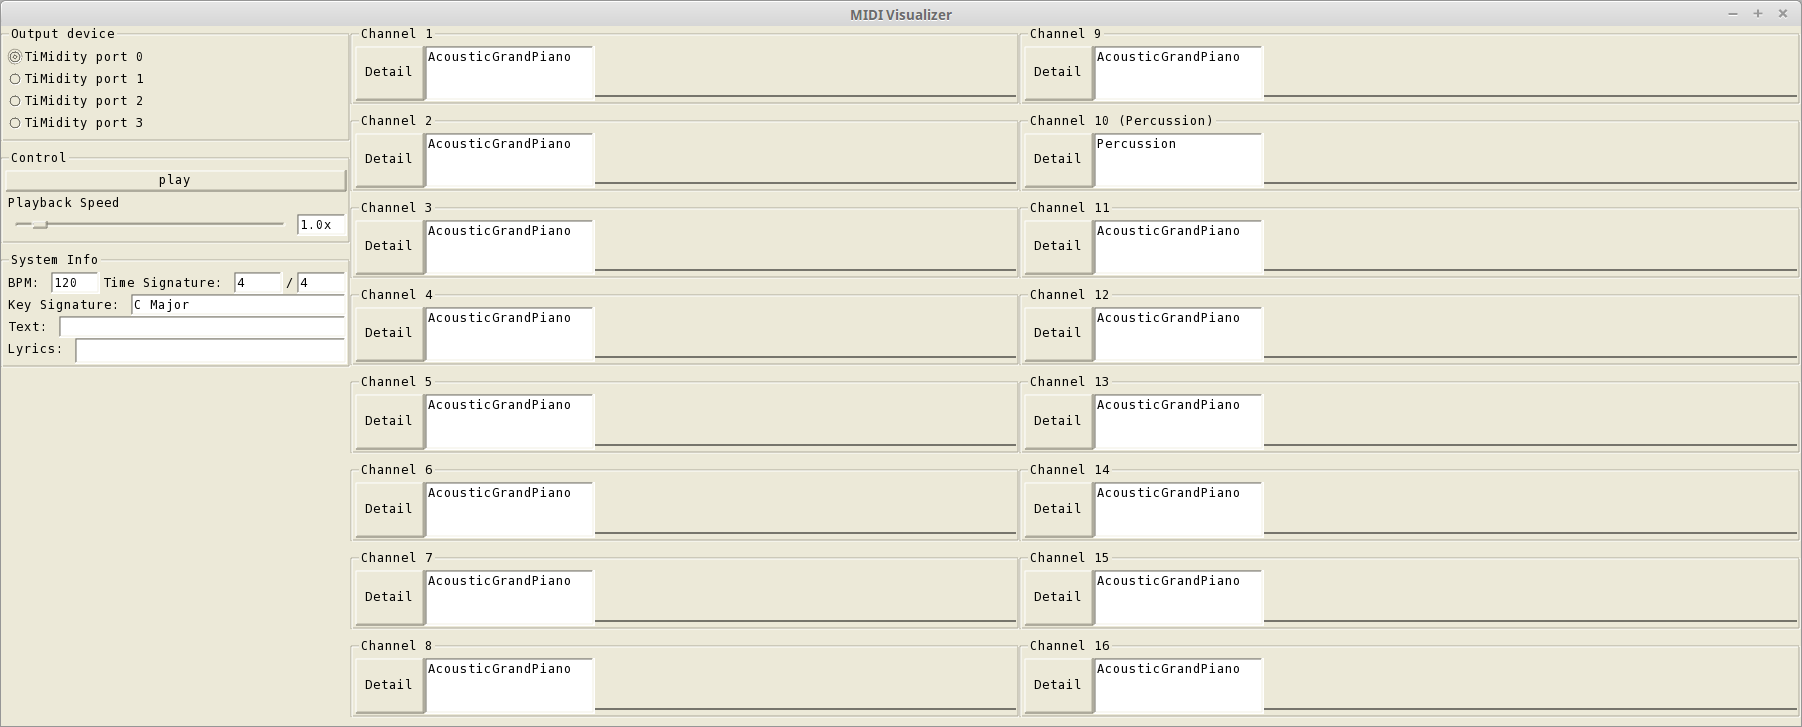 MIDI Visualizer
Output device
TiMidity port 0
TiMidity port 1
TiMidity port 2
TiMidity port 3
Control
play
Playback Speed
1.0x
System Info
BPM: 120 Time Signature: 4 / 4
Key Signature: C Major
Text:
Lyrics:
Channel 1
Detail AcousticGrandPiano
Channel 2
Detail AcousticGrandPiano
Channel 3
Detail AcousticGrandPiano
Channel 4
Detail AcousticGrandPiano
Channel 5
Detail AcousticGrandPiano
Channel 6
Detail AcousticGrandPiano
Channel 7
Detail AcousticGrandPiano
Channel 8
Detail AcousticGrandPiano
Channel 9
Detail AcousticGrandPiano
Channel 10 (Percussion)
Detail Percussion
Channel 11
Detail AcousticGrandPiano
Channel 12
Detail AcousticGrandPiano
Channel 13
Detail AcousticGrandPiano
Channel 14
Detail AcousticGrandPiano
Channel 15
Detail AcousticGrandPiano
Channel 16
Detail AcousticGrandPiano